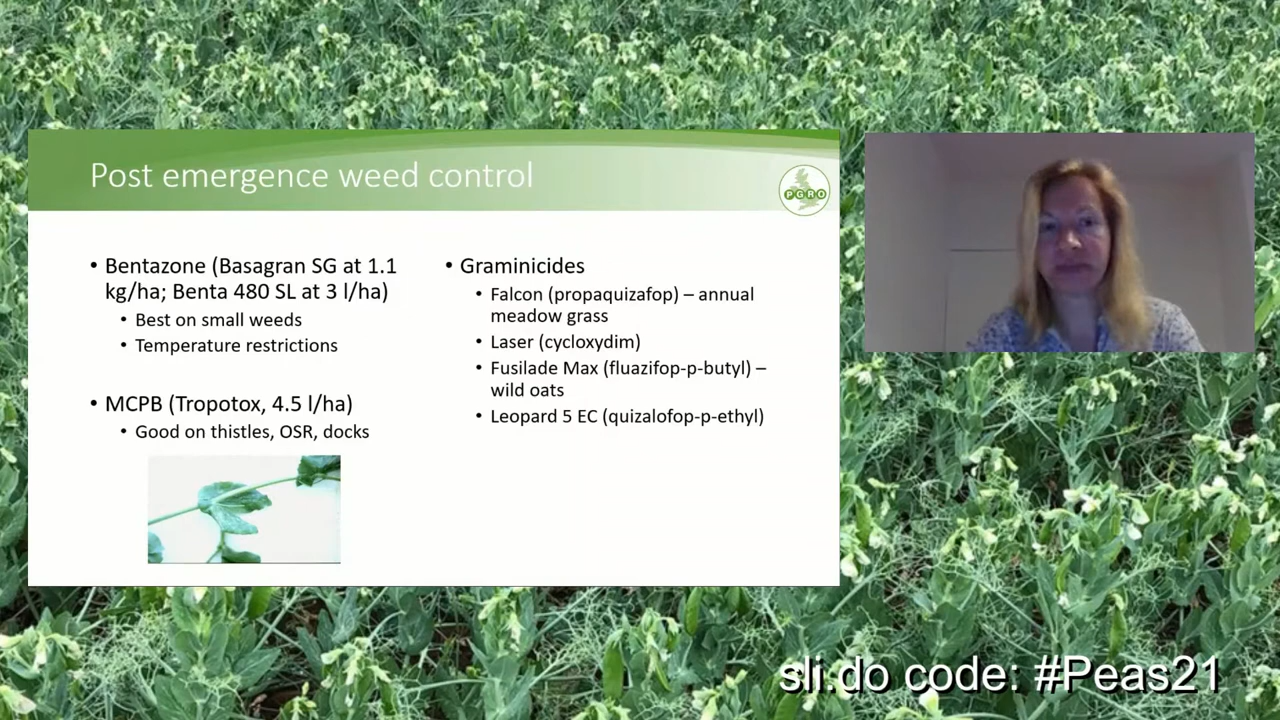 Post emergence weed control
PGRO
• Bentazone (Basagran SG at 1.1
kg/ha; Benta 480 SL at 3 l/ha)
• Best on small weeds
• Temperature restrictions
• MCPB (Tropotox, 4.5 l/ha)
• Good on thistles, OSR, docks
• Graminicides
• Falcon (propaquizafop) – annual
meadow grass
• Laser (cycloxydim)
• Fusilade Max (fluazifop-p-butyl) –
wild oats
• Leopard 5 EC (quizalofop-p-ethyl)
sli.do code: #Peas21